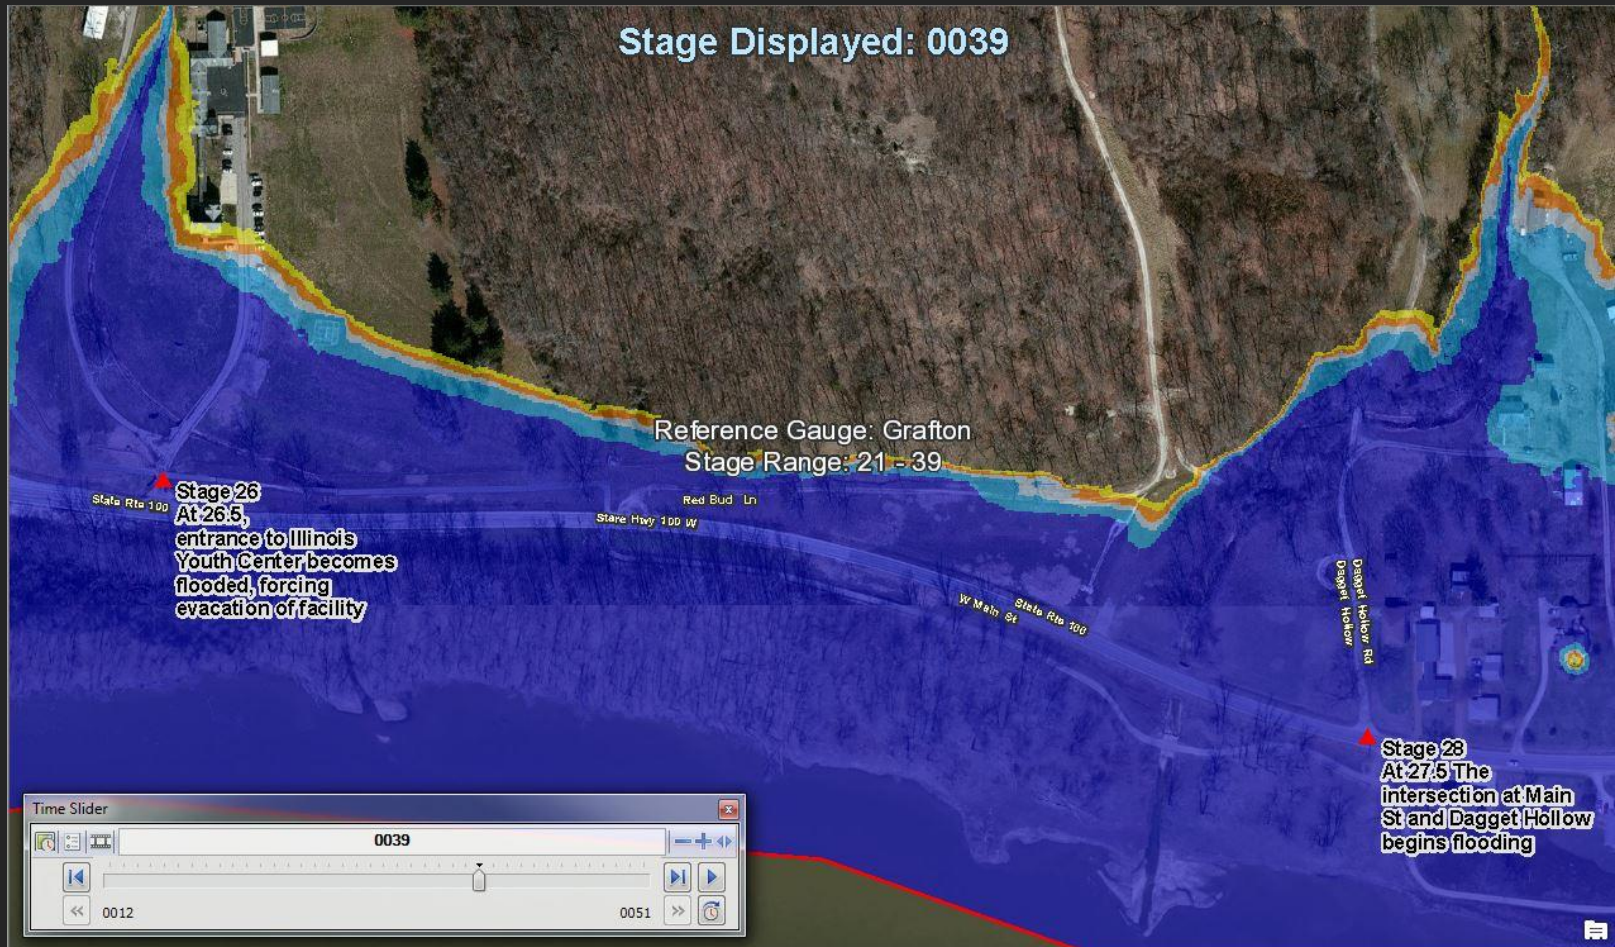 Stage Displayed: 0039
Reference Gauge: Grafton
Stage Range: 21 - 39
Red Bud Ln
State Rte 100
Stage 26
At 26.5,
entrance to Illinois
Youth Center becomes
flooded, forcing
evacation of facility
Stare Hwy 100 W
W Main St
State Rte 100
Dagget Hollow
Dagget Hollow Rd
Stage 28
At 27.5 The
intersection at Main
St and Dagget Hollow
begins flooding
Time Slider
0039
0012
0051